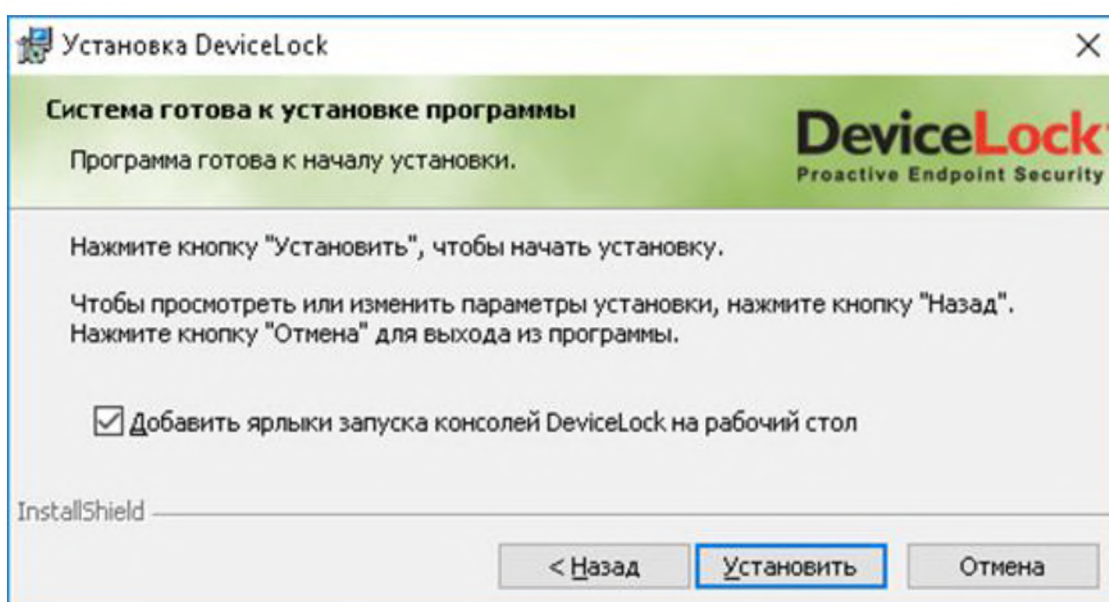 Установка DeviceLock
Система готова к установке программы
Программа готова к началу установки.
DeviceLock
Proactive Endpoint Security
Нажмите кнопку "Установить", чтобы начать установку.
Чтобы просмотреть или изменить параметры установки, нажмите кнопку "Назад".
Нажмите кнопку "Отмена" для выхода из программы.
Добавить ярлыки запуска консолей DeviceLock на рабочий стол
InstallShield
< Назад
Установить
Отмена